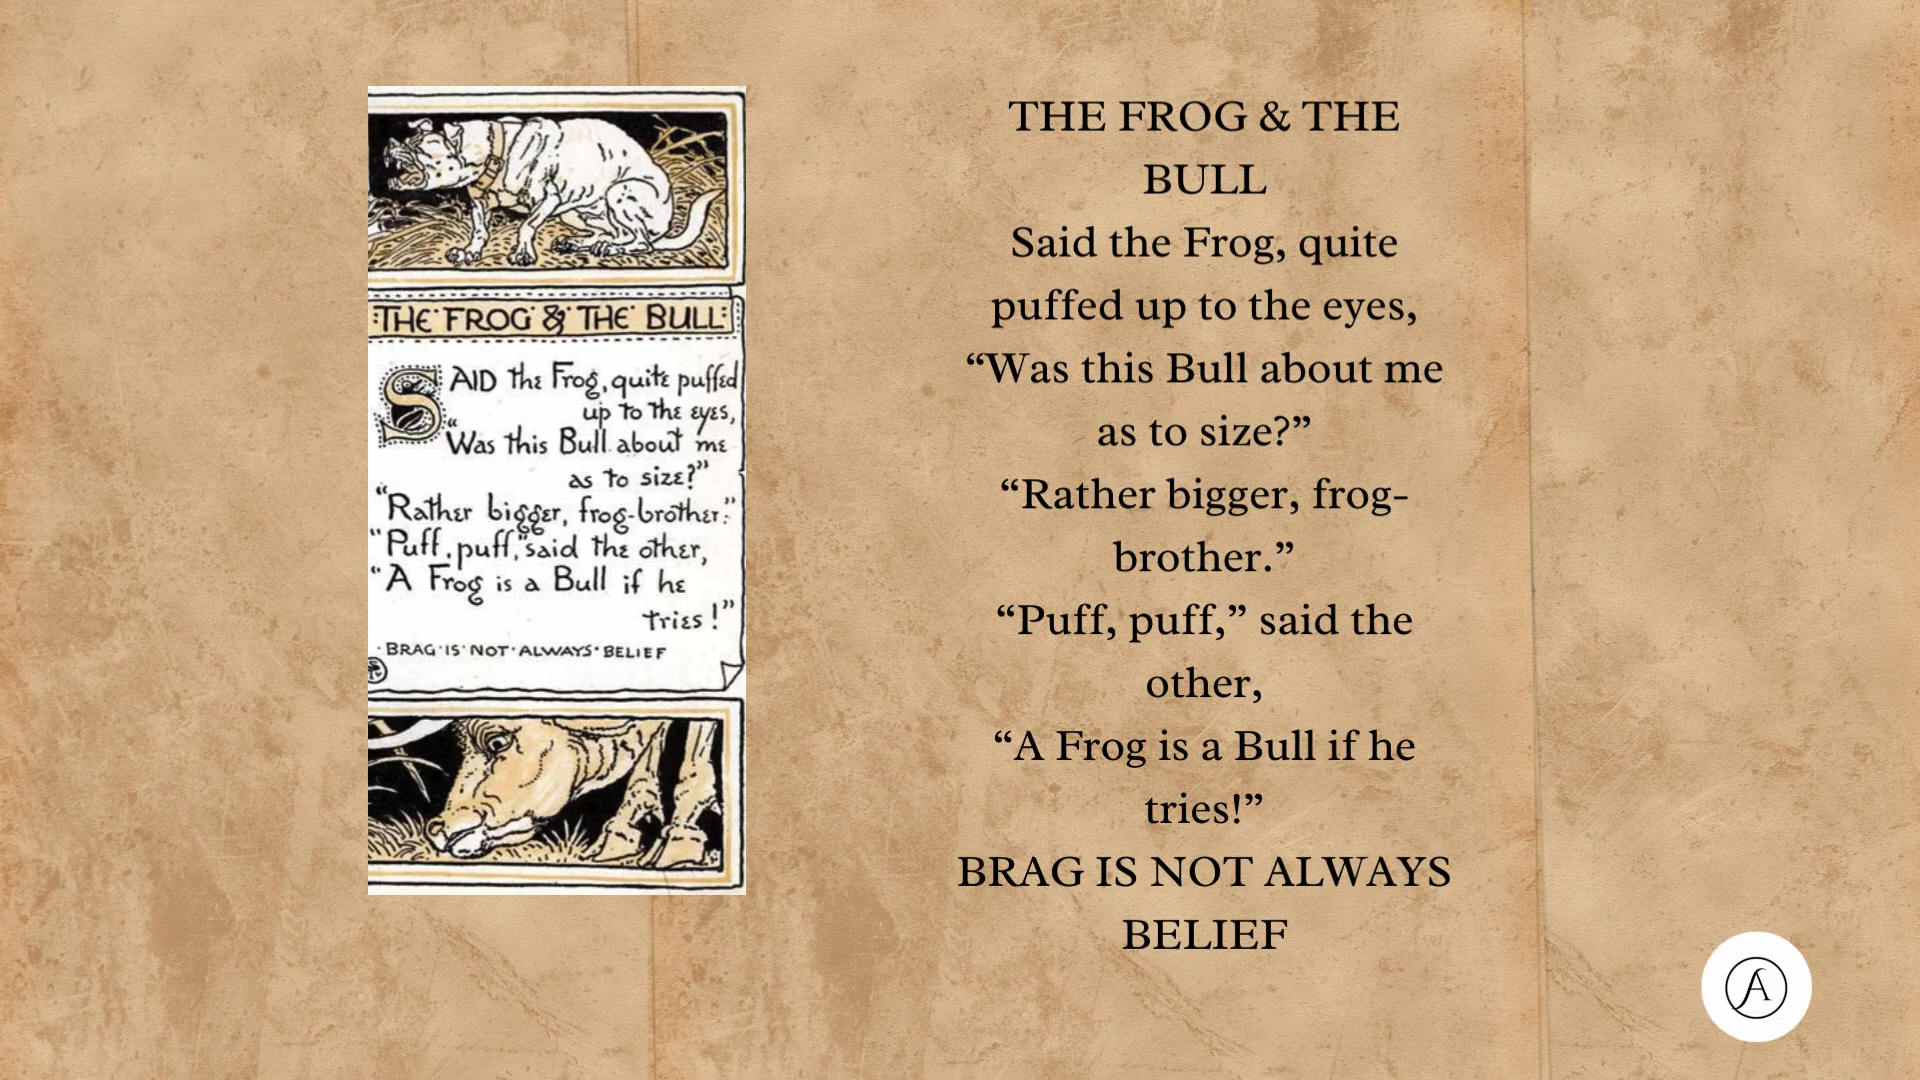 THE FROG & THE BULL
SAID the Frog, quite puffed
up to the eyes,
"Was this Bull about me
as to size?"
"Rather bigger, frog-brother."
"Puff, puff," said the other,
"A Frog is a Bull if he
tries!"
BRAG IS NOT ALWAYS BELIEF
THE FROG & THE
BULL
Said the Frog, quite
puffed up to the eyes,
“Was this Bull about me
as to size?”
“Rather bigger, frog-
brother.”
“Puff, puff,” said the
other,
“A Frog is a Bull if he
tries!”
BRAG IS NOT ALWAYS
BELIEF
A